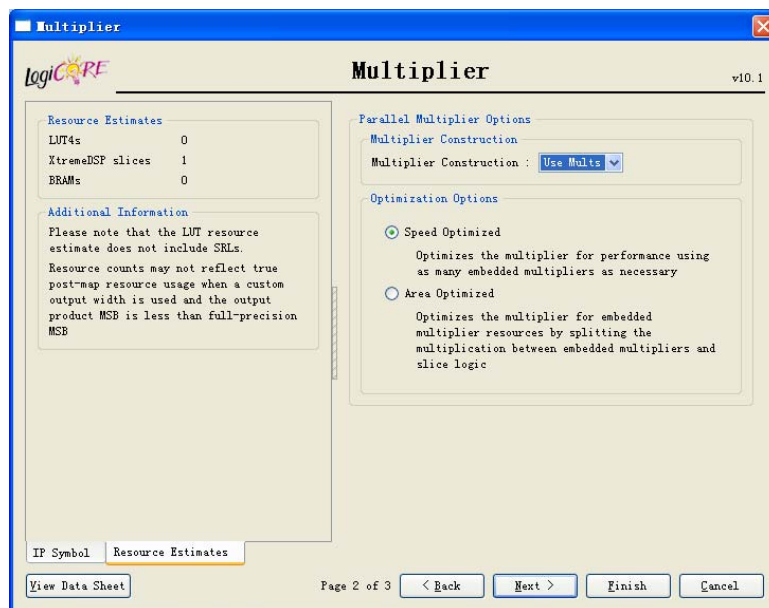 Multiplier
LogiCORE
Multiplier
v10.1
Resource Estimates
LUT4s 0
XtremeDSP slices 1
BRAMs 0
Additional Information
Please note that the LUT resource
estimate does not include SRLs.
Resource counts may not reflect true
post-map resource usage when a custom
output width is used and the output
product MSB is less than full-precision
MSB
IP Symbol
Resource Estimates
Parallel Multiplier Options
Multiplier Construction
Multiplier Construction : Use Mults
Optimization Options
Speed Optimized
Optimizes the multiplier for performance using
as many embedded multipliers as necessary
Area Optimized
Optimizes the multiplier for embedded
multiplier resources by splitting the
multiplication between embedded multipliers and
slice logic
View Data Sheet
Page 2 of 3
< Back
Next >
Finish
Cancel